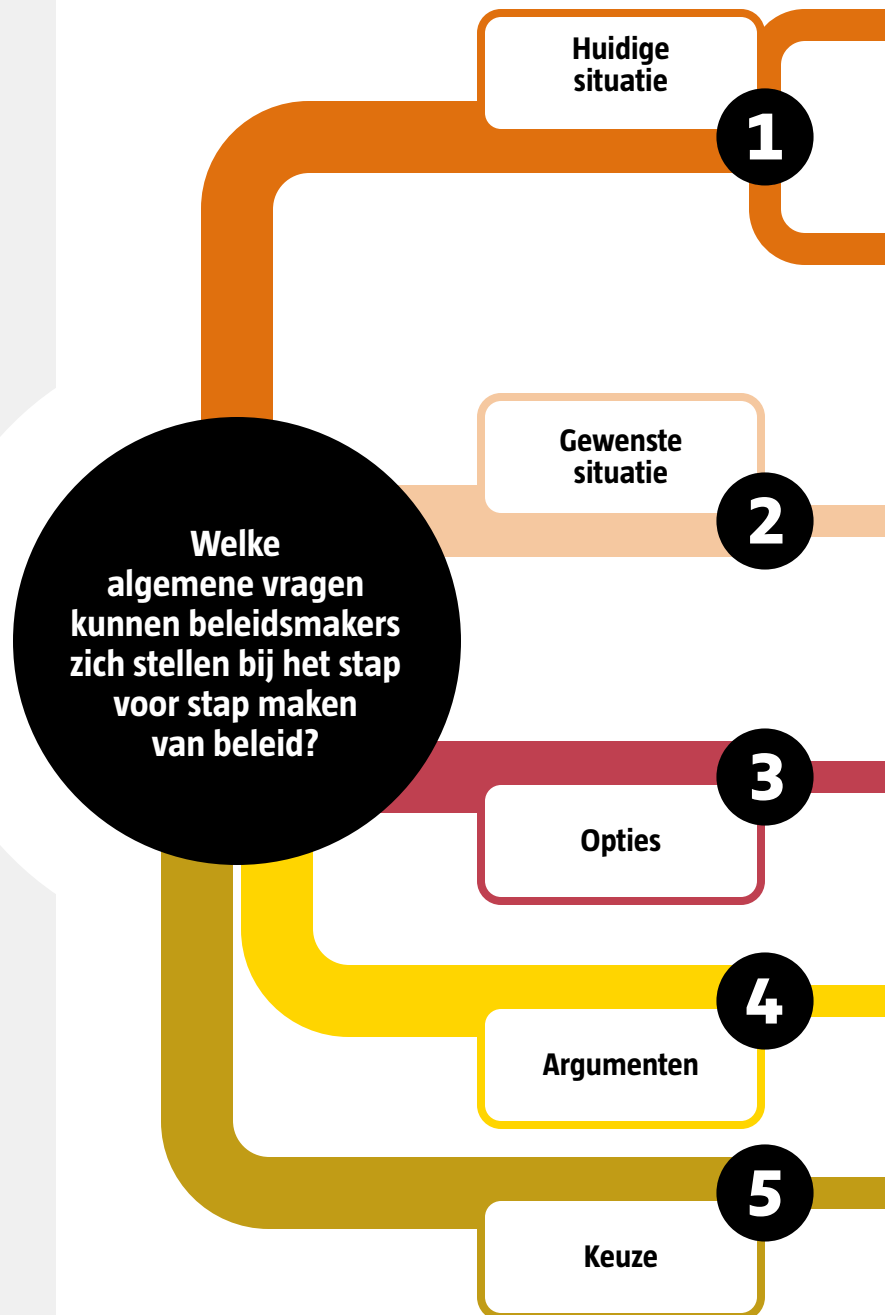 Huidige
situatie
1
Gewenste
situatie
2
Welke
algemene vragen
kunnen beleidsmakers
zich stellen bij het stap
voor stap maken
van beleid?
3
Opties
4
Argumenten
5
Keuze